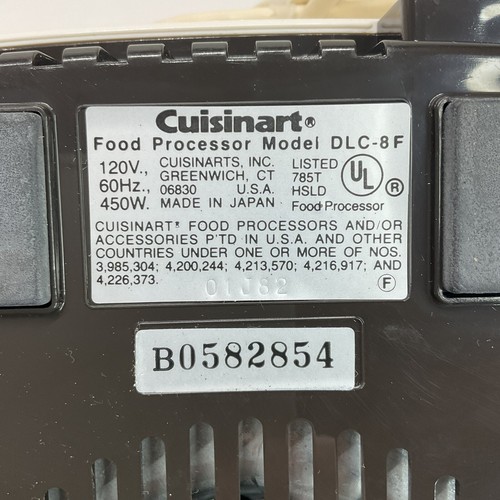 Cuisinart®
Food Processor Model DLC-8F
120V., CUISINARTS, INC. LISTED
60Hz., GREENWICH, CT 785T UL ®
450W. 06830 U.S.A. HSLD
MADE IN JAPAN Food Processor
CUISINART® FOOD PROCESSORS AND/OR
ACCESSORIES P'TD IN U.S.A. AND OTHER
COUNTRIES UNDER ONE OR MORE OF NOS.
3,985,304; 4,200,244; 4,213,570; 4,216,917; AND
4,226,373. F
01J82
B0582854